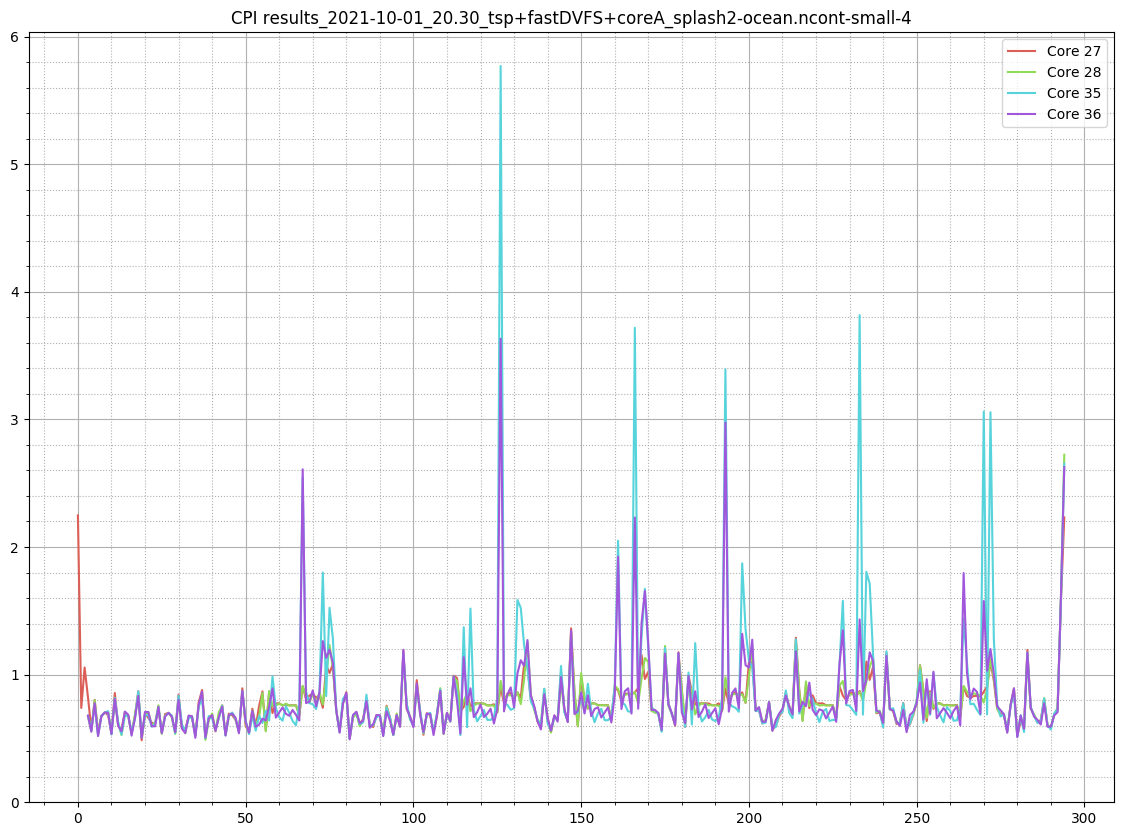 CPI results_2021-10-01_20.30_tsp+fastDVFS+coreA_splash2-ocean.ncont-small-4
Core 27
Core 28
Core 35
Core 36
6
5
4
3
2
1
0
0 50 100 150 200 250 300